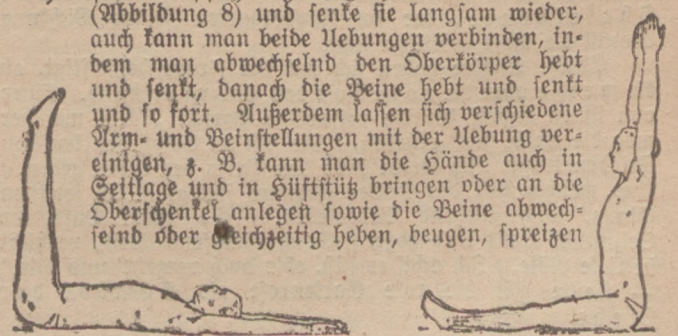 (Abbildung 8) und senke sie langsam wieder,
auch kann man beide Uebungen verbinden, in-
dem man abwechselnd den Oberkörper hebt
und senkt, danach die Beine hebt und senkt
und so fort. Außerdem lassen sich verschiedene
Arm- und Beinstellungen mit der Uebung ver-
einigen, z. B. kann man die Hände auch in
Seitlage und in Hüftstütz bringen oder an die
Oberschenkel anlegen sowie die Beine abwech-
selnd oder gleichzeitig heben, beugen, spreizen